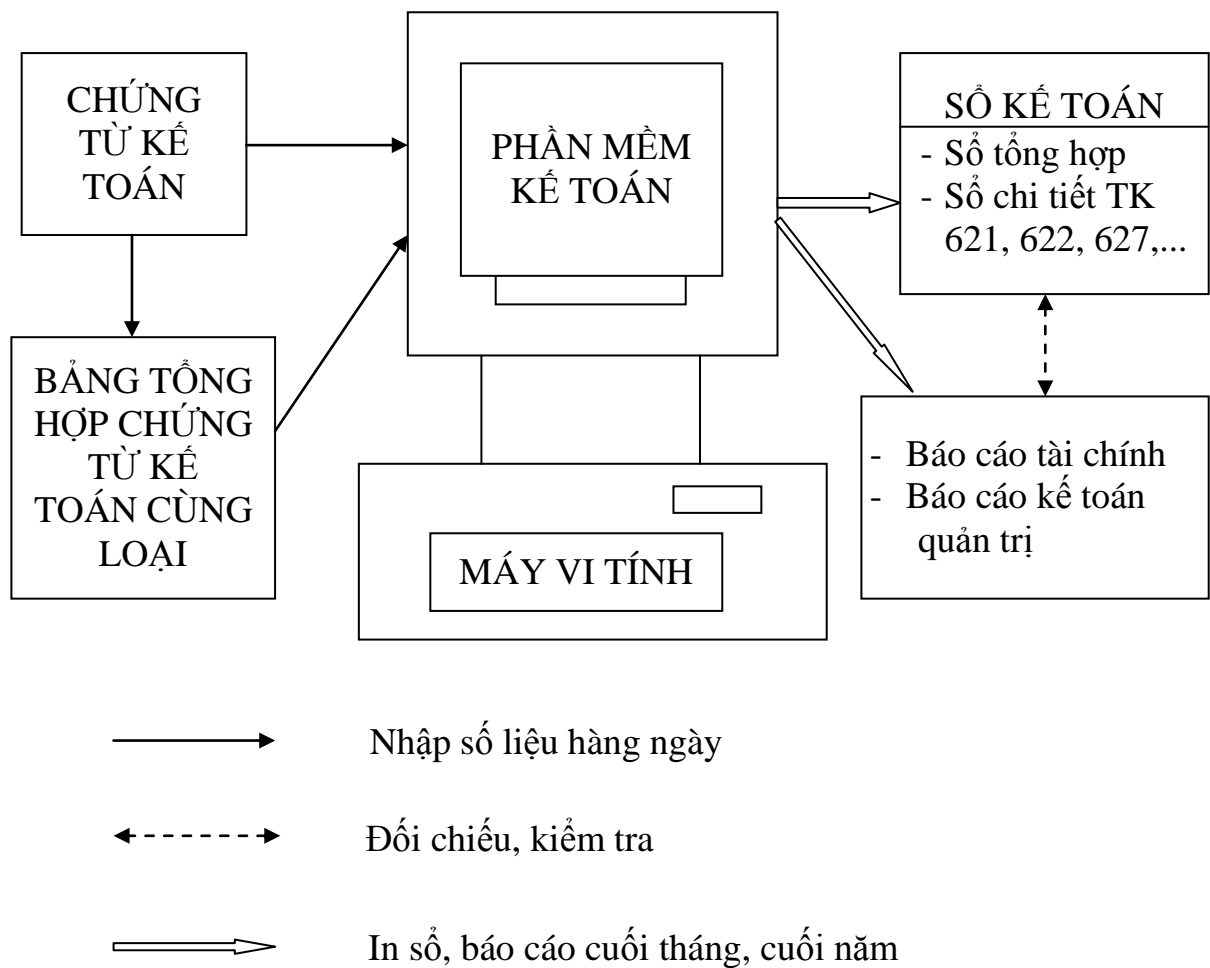 CHỨNG
TỪ KẾ
TOÁN
BẢNG TỔNG
HỢP CHỨNG
TỪ KẾ
TOÁN CÙNG
LOẠI
PHẦN MỀM
KẾ TOÁN
MÁY VI TÍNH
SỔ KẾ TOÁN
- Sổ tổng hợp
- Sổ chi tiết TK
621, 622, 627,...
- Báo cáo tài chính
- Báo cáo kế toán
quản trị
Nhập số liệu hàng ngày
Đối chiếu, kiểm tra
In sổ, báo cáo cuối tháng, cuối năm